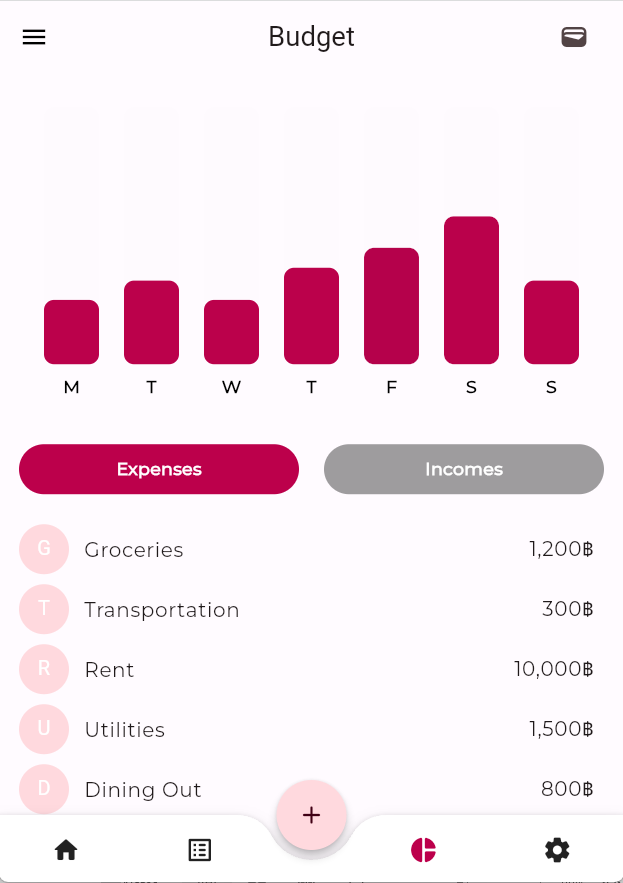 Budget
M T W T F S S
Expenses Incomes
G Groceries 1,200฿
T Transportation 300฿
R Rent 10,000฿
U Utilities 1,500฿
D Dining Out 800฿
+